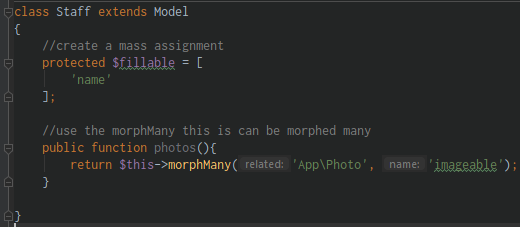 class Staff extends Model
{
    //create a mass assignment
    protected $fillable = [
        'name'
    ];

    //use the morphMany this is can be morphed many
    public function photos(){
        return $this->morphMany( related: 'App\Photo', name: 'imageable');
    }

}